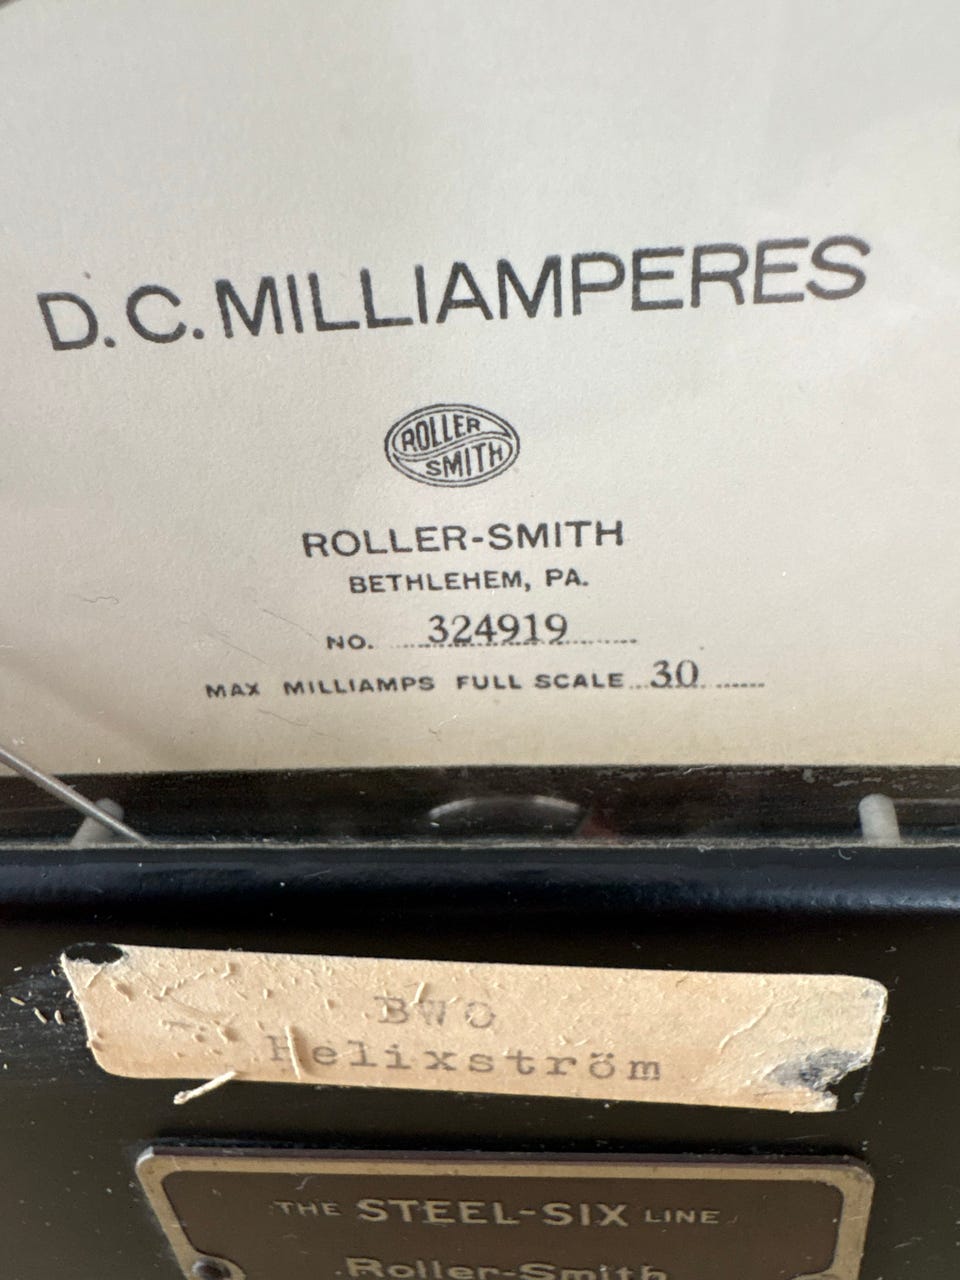 D.C. MILLIAMPERES
ROLLER
SMITH
ROLLER-SMITH
BETHLEHEM, PA.
NO. 324919
MAX MILLIAMPS FULL SCALE 30
BWO
Helixström
THE STEEL-SIX LINE
Roller-Smith